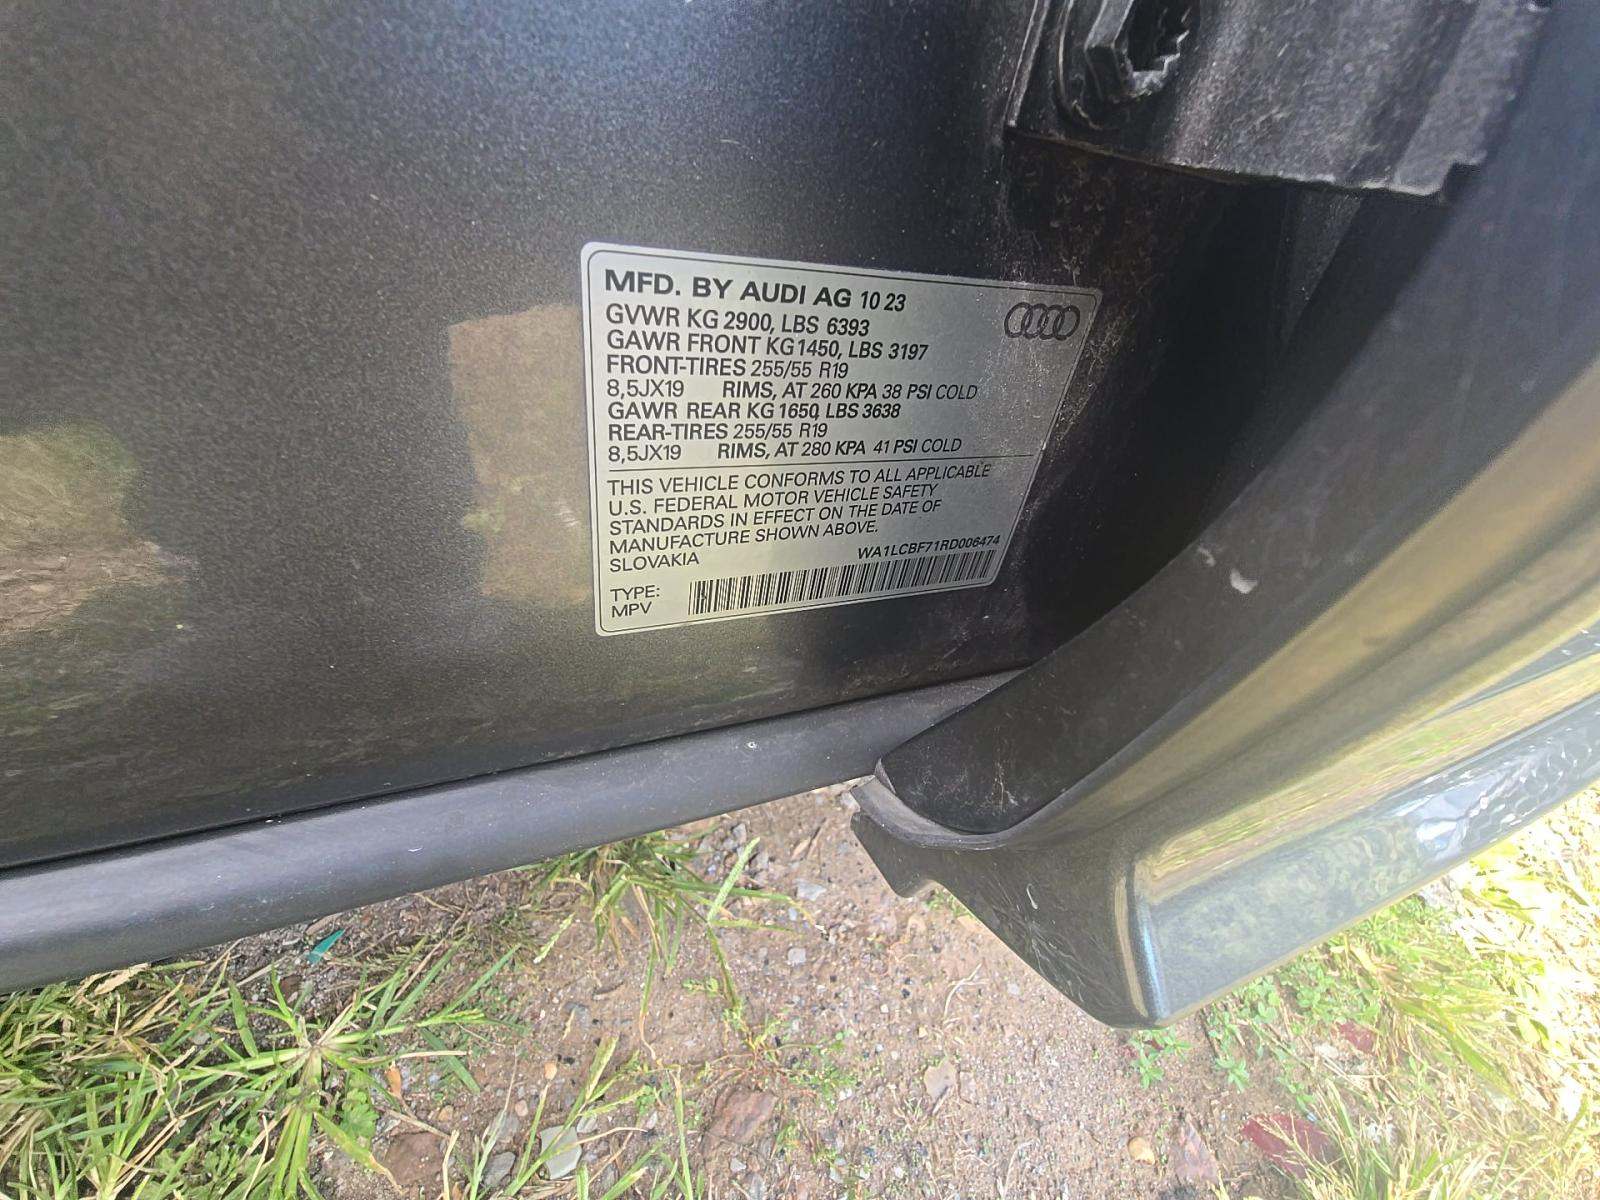 MFD. BY AUDI AG 10 23
GVWR KG 2900, LBS 6393
GAWR FRONT KG 1450, LBS 3197
FRONT-TIRES 255/55 R19
8,5JX19 RIMS, AT 260 KPA 38 PSI COLD
GAWR REAR KG 1650, LBS 3638
REAR-TIRES 255/55 R19
8,5JX19 RIMS, AT 280 KPA 41 PSI COLD
THIS VEHICLE CONFORMS TO ALL APPLICABLE
U.S. FEDERAL MOTOR VEHICLE SAFETY
STANDARDS IN EFFECT ON THE DATE OF
MANUFACTURE SHOWN ABOVE.
SLOVAKIA
WA1LCBF71RD006474
TYPE:
MPV